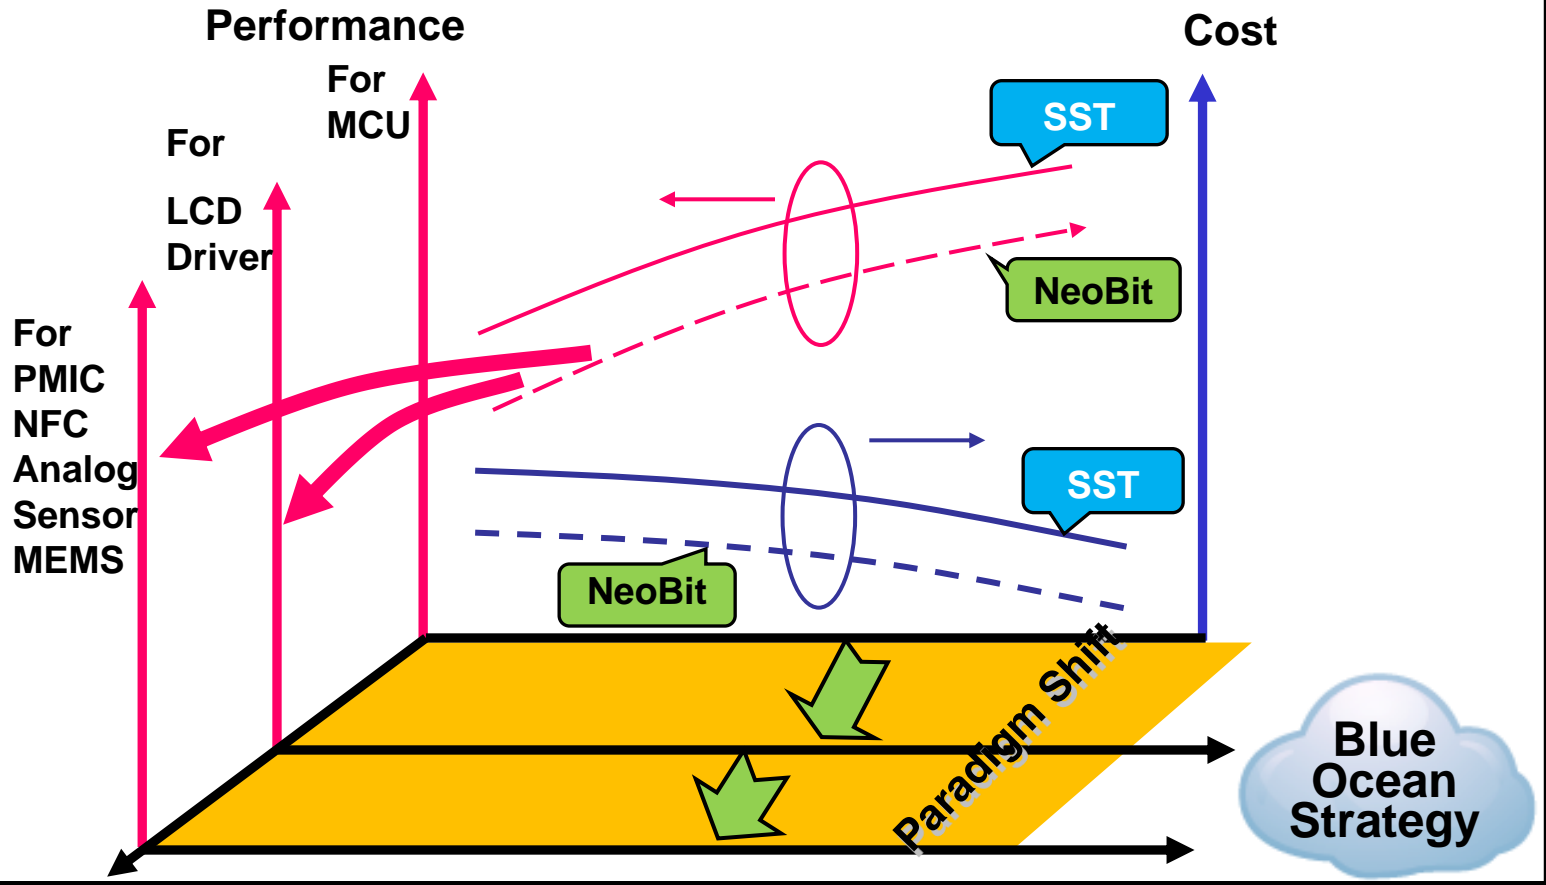 Performance
Cost
For
MCU
For
LCD
Driver
For
PMIC
NFC
Analog
Sensor
MEMS
SST
NeoBit
SST
NeoBit
Paradigm Shift
Blue
Ocean
Strategy